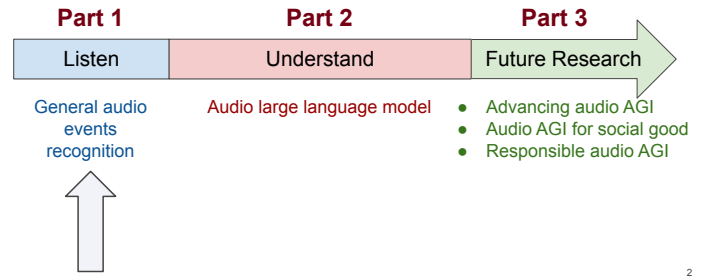 Part 1
Part 2
Part 3
Listen
Understand
Future Research
General audio
events
recognition
Audio large language model
● Advancing audio AGI
● Audio AGI for social good
● Responsible audio AGI
2